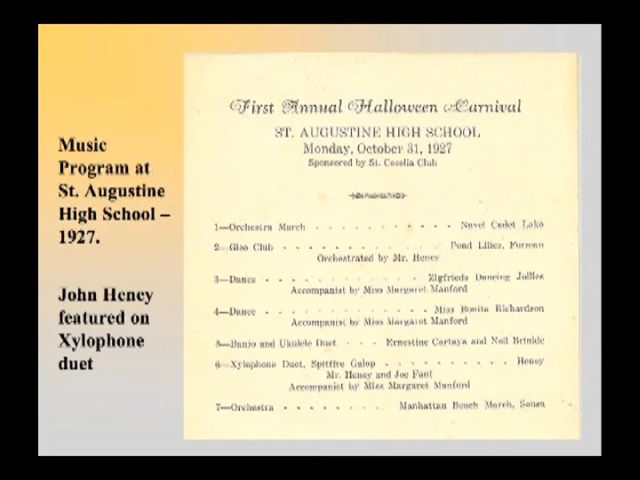 Music
Program at
St. Augustine
High School –
1927.
John Heney
featured on
Xylophone
duet
First Annual Halloween Carnival
ST. AUGUSTINE HIGH SCHOOL
Monday, October 31, 1927
Sponsored by St. Cecelia Club
1—Orchestra March - - - - - - - - - Navel Cadet Lake
2—Glee Club - - - - - - - - - - - Pond Lilies, Forman
Orchestrated by Mr. Heney
3—Dance - - - - - - - - - - Zigfrieds Dancing Jollies
Accompanist by Miss Margaret Manford
4—Dance - - - - - - - - - - Miss Bonita Richardson
Accompanist by Miss Margaret Manford
5—Banjo and Ukulele Duet - - - Ernestine Cartaya and Neil Brinkle
6—Xylophone Duet, Spitfire Galop - - - - - - - - - Heney
Mr. Heney and Joe Fant
Accompanist by Miss Margaret Manford
7—Orchestra - - - - - - - Manhattan Beach March, Sousa